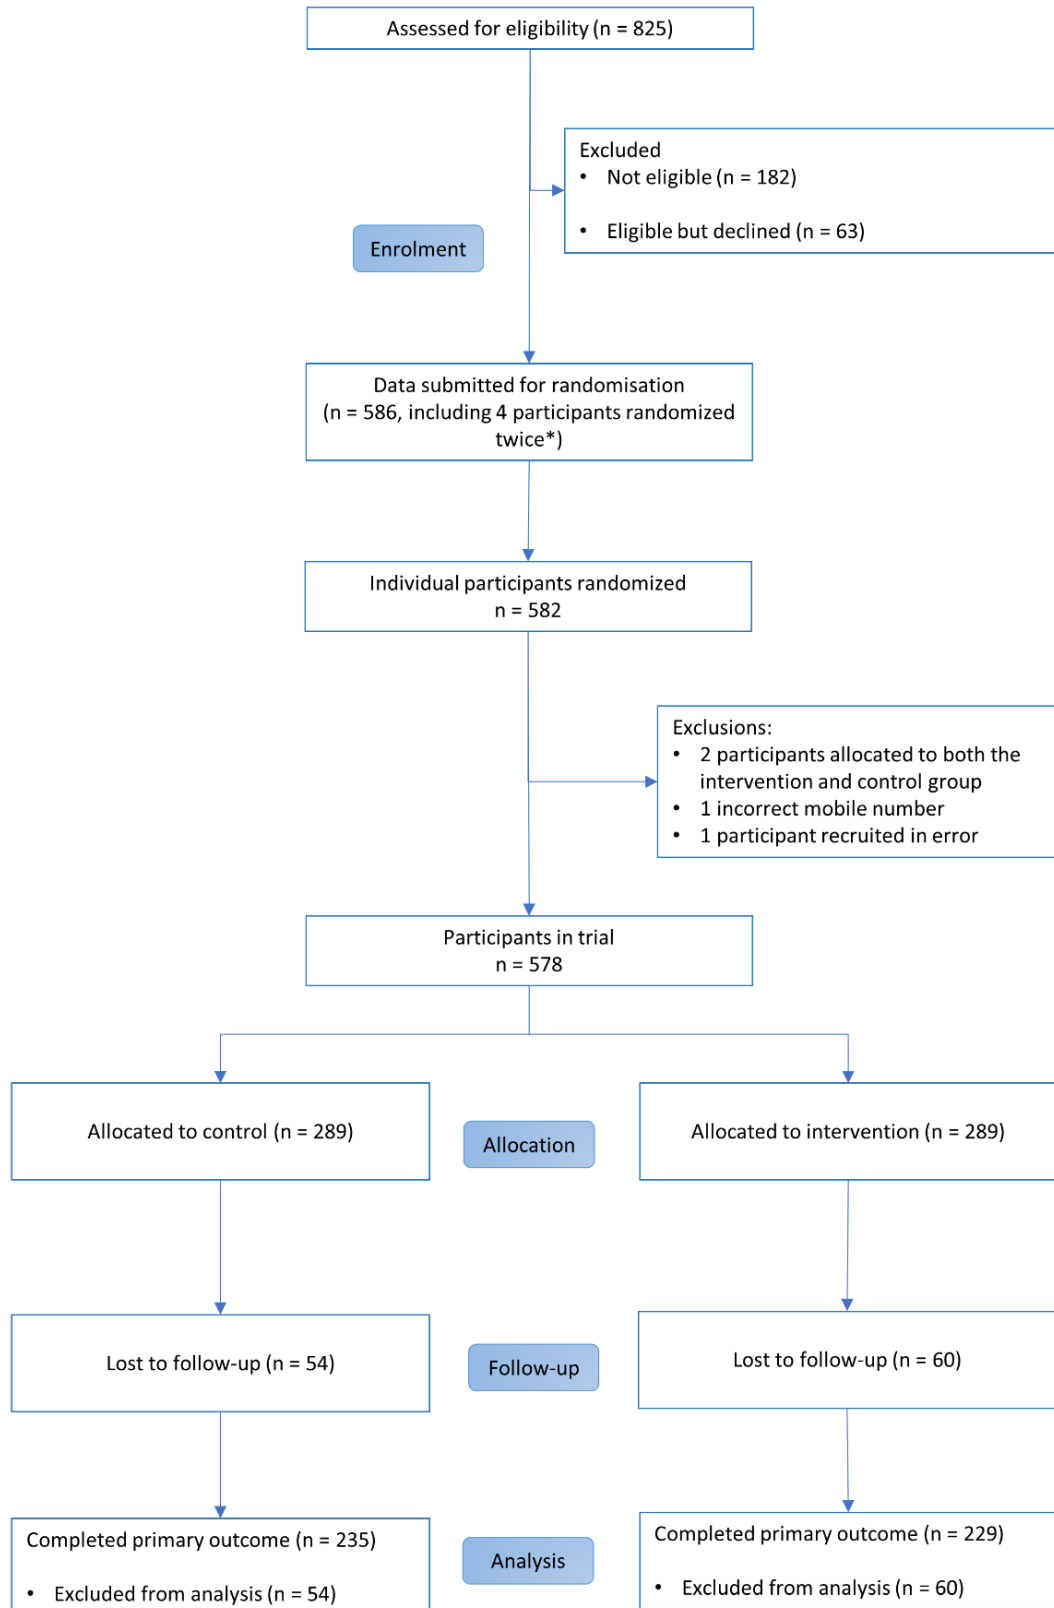 Assessed for eligibility (n = 825)
Excluded
• Not eligible (n = 182)
• Eligible but declined (n = 63)
Enrolment
Data submitted for randomisation
(n = 586, including 4 participants randomized
twice*)
Individual participants randomized
n = 582
Exclusions:
• 2 participants allocated to both the
intervention and control group
• 1 incorrect mobile number
• 1 participant recruited in error
Participants in trial
n = 578
Allocated to control (n = 289)
Allocation
Allocated to intervention (n = 289)
Lost to follow-up (n = 54)
Follow-up
Lost to follow-up (n = 60)
Completed primary outcome (n = 235)
• Excluded from analysis (n = 54)
Analysis
Completed primary outcome (n = 229)
• Excluded from analysis (n = 60)